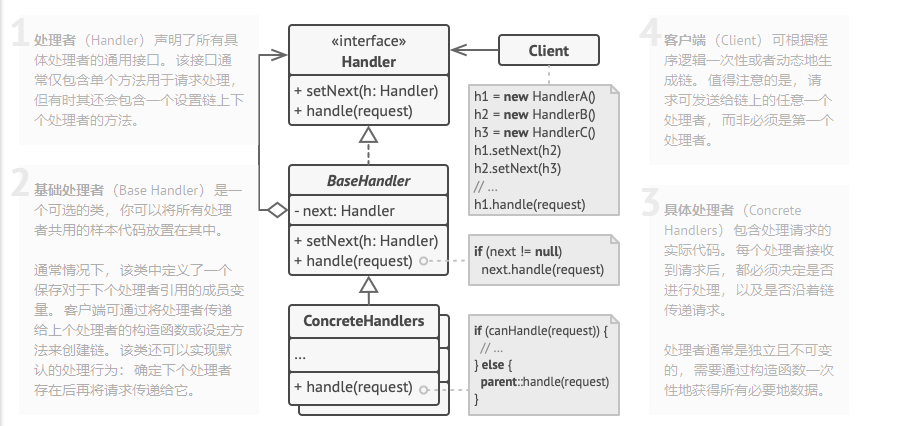 1
处理者（Handler）声明了所有具
体处理者的通用接口。该接口通
常仅包含单个方法用于请求处理，
但有时其还会包含一个设置链上下
个处理者的方法。
2
基础处理者（Base Handler）是一
个可选的类，你可以将所有处理
者共用的样本代码放置在其中。
通常情况下，该类中定义了一个
保存对于下个处理者引用的成员变
量。客户端可通过将处理者传递
给上个处理者的构造函数或设定方
法来创建链。该类还可以实现默
认的处理行为：确定下个处理者
存在后再将请求传递给它。
«interface»
Handler
+ setNext(h: Handler)
+ handle(request)
BaseHandler
- next: Handler
+ setNext(h: Handler)
+ handle(request)
ConcreteHandlers
...
+ handle(request)
Client
h1 = new HandlerA()
h2 = new HandlerB()
h3 = new HandlerC()
h1.setNext(h2)
h2.setNext(h3)
// ...
h1.handle(request)
if (next != null)
next.handle(request)
if (canHandle(request)) {
// ...
} else {
parent::handle(request)
}
4
客户端（Client）可根据程
序逻辑一次性或者动态地生
成链。值得注意的是，请
求可发送给链上的任意一个
处理者，而非必须是第一个
处理者。
3
具体处理者（Concrete
Handlers）包含处理请求的
实际代码。每个处理者接收
到请求后，都必须决定是否
进行处理，以及是否沿着链
传递请求。
处理者通常是独立且不可变
的，需要通过构造函数一次
性地获得所有必要地数据。